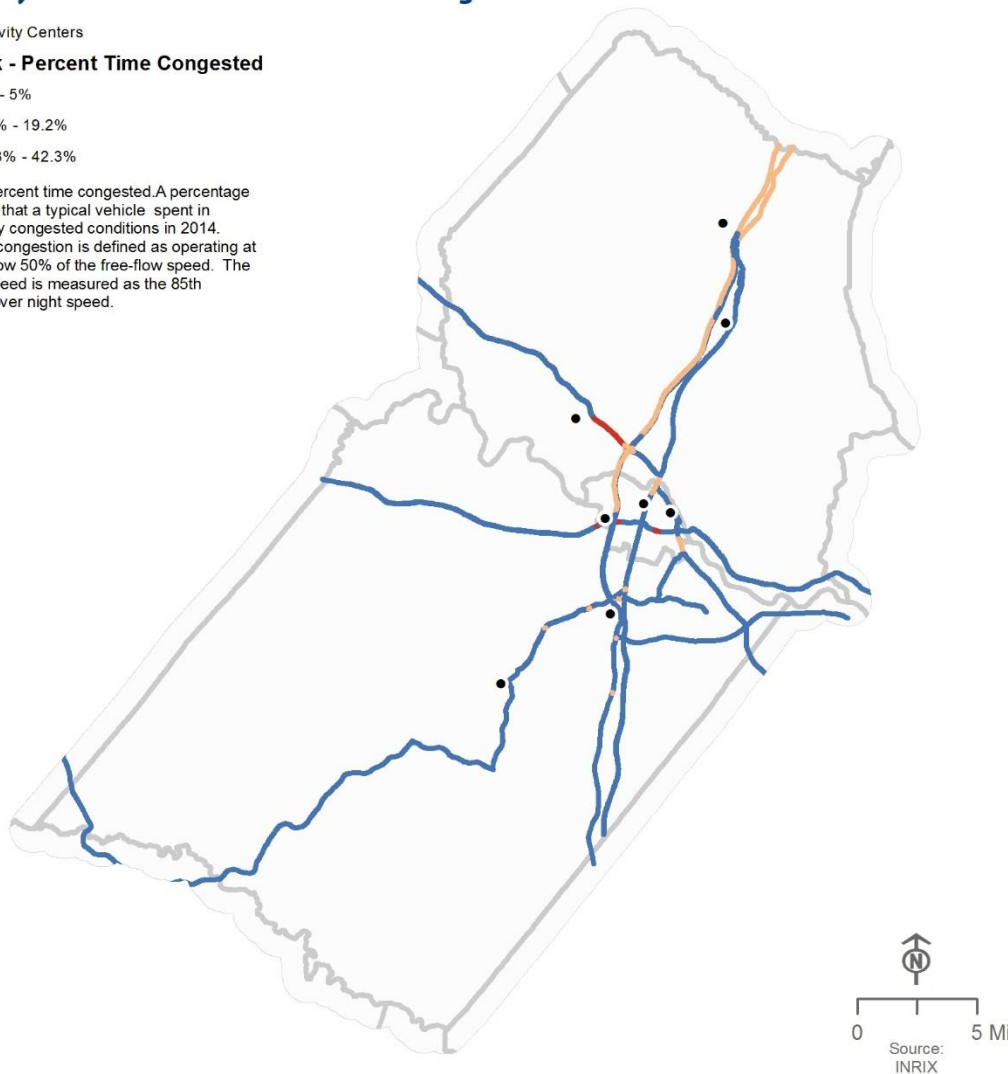 vity Centers
- Percent Time Congested
- 5%
% - 19.2%
% - 42.3%
ercent time congested.A percentage
that a typical vehicle spent in
y congested conditions in 2014.
congestion is defined as operating at
ow 50% of the free-flow speed. The
eed is measured as the 85th
ver night speed.
N
0 5 Mi
Source:
INRIX